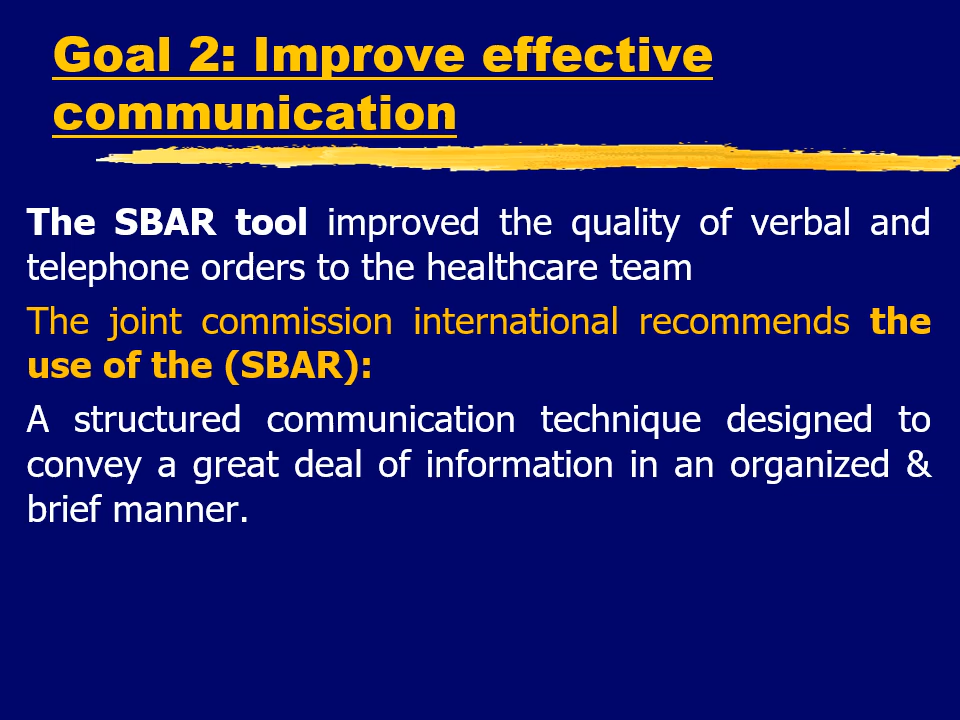 Goal 2: Improve effective
communication
The SBAR tool improved the quality of verbal and
telephone orders to the healthcare team
The joint commission international recommends the
use of the (SBAR):
A structured communication technique designed to
convey a great deal of information in an organized &
brief manner.